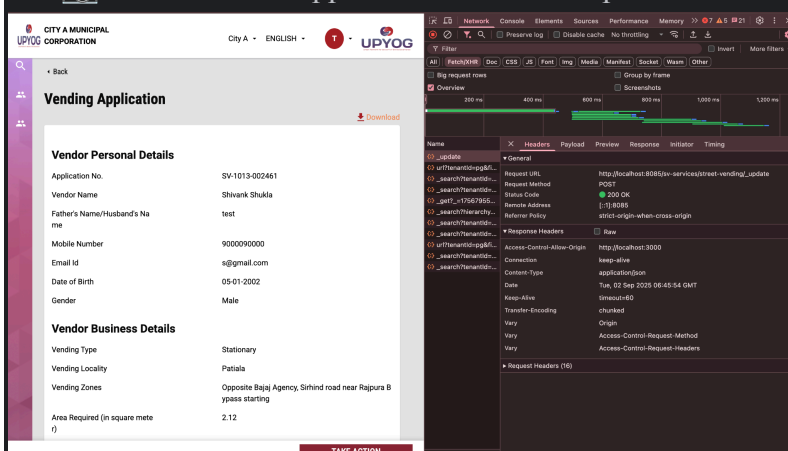 CITY A MUNICIPAL
CORPORATION
UPYOG
City A
ENGLISH
T
UPYOG
Back
Vending Application
Download
Vendor Personal Details
Application No. SV-1013-002461
Vendor Name Shivank Shukla
Father's Name/Husband's Na
me test
Mobile Number 9000090000
Email Id s@gmail.com
Date of Birth 05-01-2002
Gender Male
Vendor Business Details
Vending Type Stationary
Vending Locality Patiala
Vending Zones Opposite Bajaj Agency, Sirhind road near Rajpura B
ypass starting
Area Required (in square mete
r) 2.12
TAKE ACTION
Network Console Elements Sources Performance Memory 7 5 21
Preserve log Disable cache No throttling
Filter Invert More filters
All Fetch/XHR Doc CSS JS Font Img Media Manifest Socket Wasm Other
Big request rows Group by frame
Overview Screenshots
200 ms 400 ms 600 ms 800 ms 1,000 ms 1,200 ms
Name
_update
url?tenantId=pg&fi...
_search?tenantId=...
_search?tenantId=...
_get?_=17567955...
_search?hierarchy...
_search?tenantId=...
_search?tenantId=...
url?tenantId=pg&fi...
_search?tenantId=...
_search?tenantId=...
Headers Payload Preview Response Initiator Timing
General
Request URL http://localhost:8085/sv-services/street-vending/_update
Request Method POST
Status Code 200 OK
Remote Address [::1]:8085
Referrer Policy strict-origin-when-cross-origin
Response Headers Raw
Access-Control-Allow-Origin http://localhost:3000
Connection keep-alive
Content-Type application/json
Date Tue, 02 Sep 2025 06:45:54 GMT
Keep-Alive timeout=60
Transfer-Encoding chunked
Vary Origin
Vary Access-Control-Request-Method
Vary Access-Control-Request-Headers
Request Headers (16)